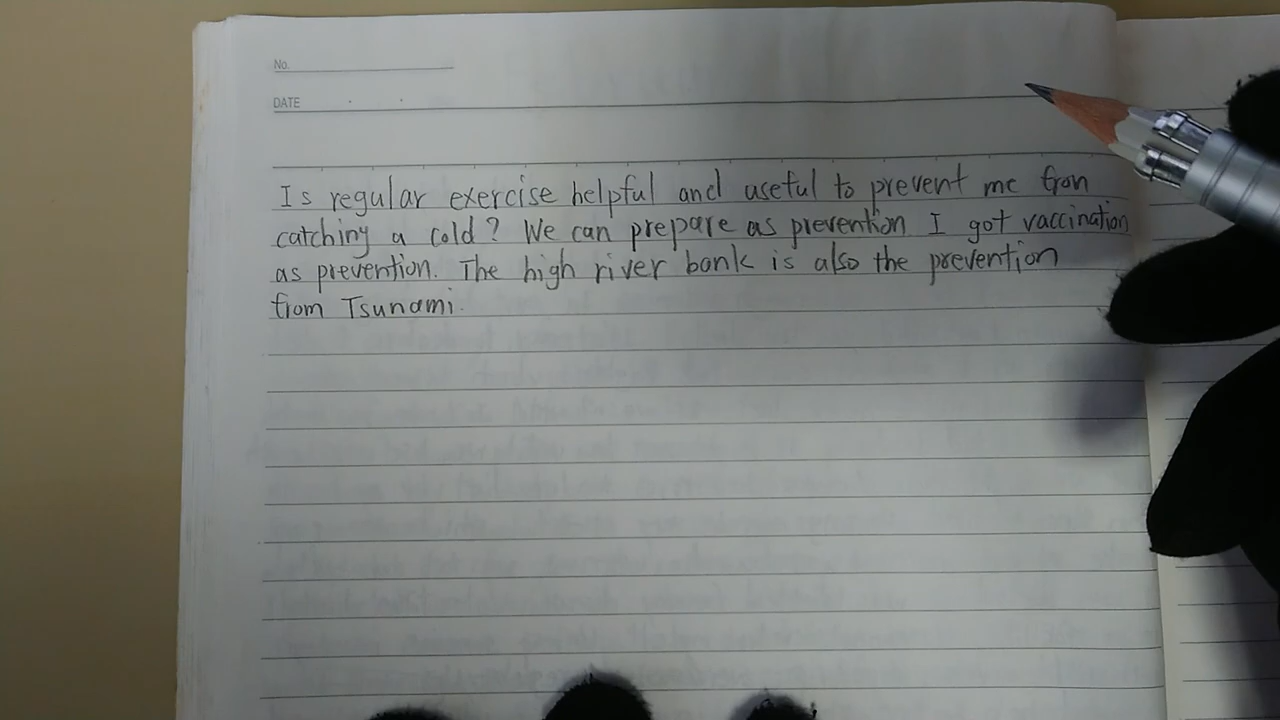 No.
DATE
Is regular exercise helpful and useful to prevent me from
catching a cold? We can prepare as prevention I got vaccination
as prevention. The high river bank is also the prevention
from Tsunami.